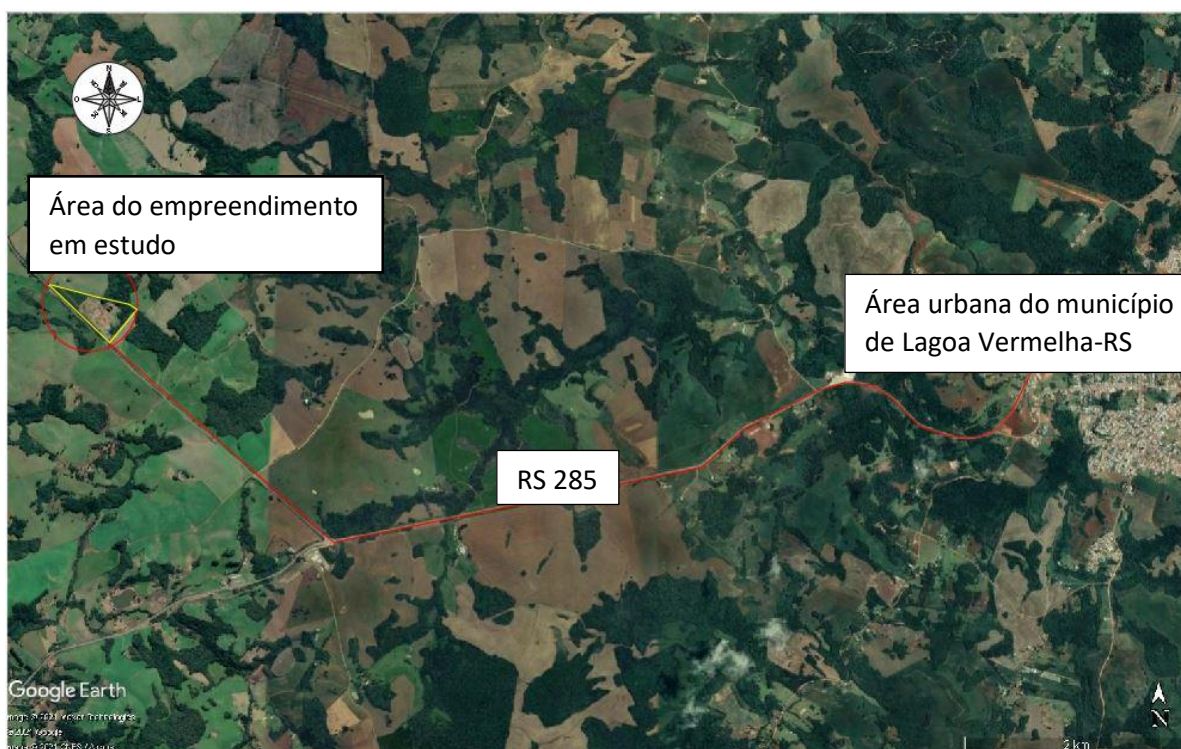 N
O
L
S
Área do empreendimento
em estudo
Área urbana do município
de Lagoa Vermelha-RS
RS 285
Google Earth
2 km
N